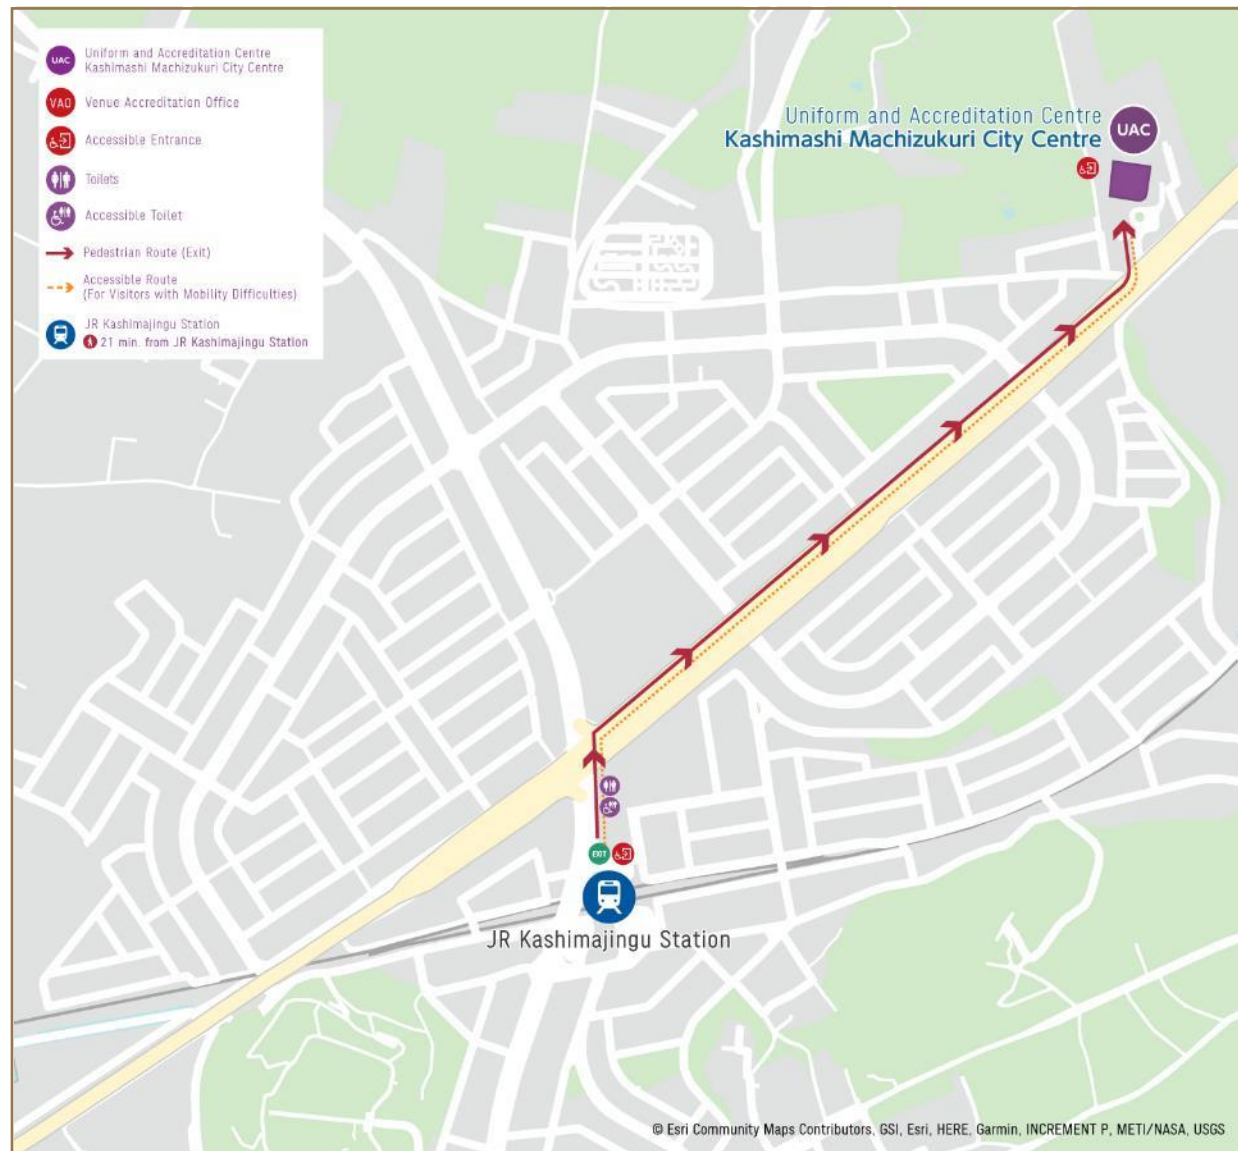 UAC
Uniform and Accreditation Centre
Kashimashi Machizukuri City Centre
VAO
Venue Accreditation Office
Accessible Entrance
Toilets
Accessible Toilet
Pedestrian Route (Exit)
Accessible Route
(For Visitors with Mobility Difficulties)
JR Kashimajingu Station
21 min. from JR Kashimajingu Station
Uniform and Accreditation Centre
Kashimashi Machizukuri City Centre
UAC
EXIT
JR Kashimajingu Station
© Esri Community Maps Contributors, GSI, Esri, HERE, Garmin, INCREMENT P, METI/NASA, USGS